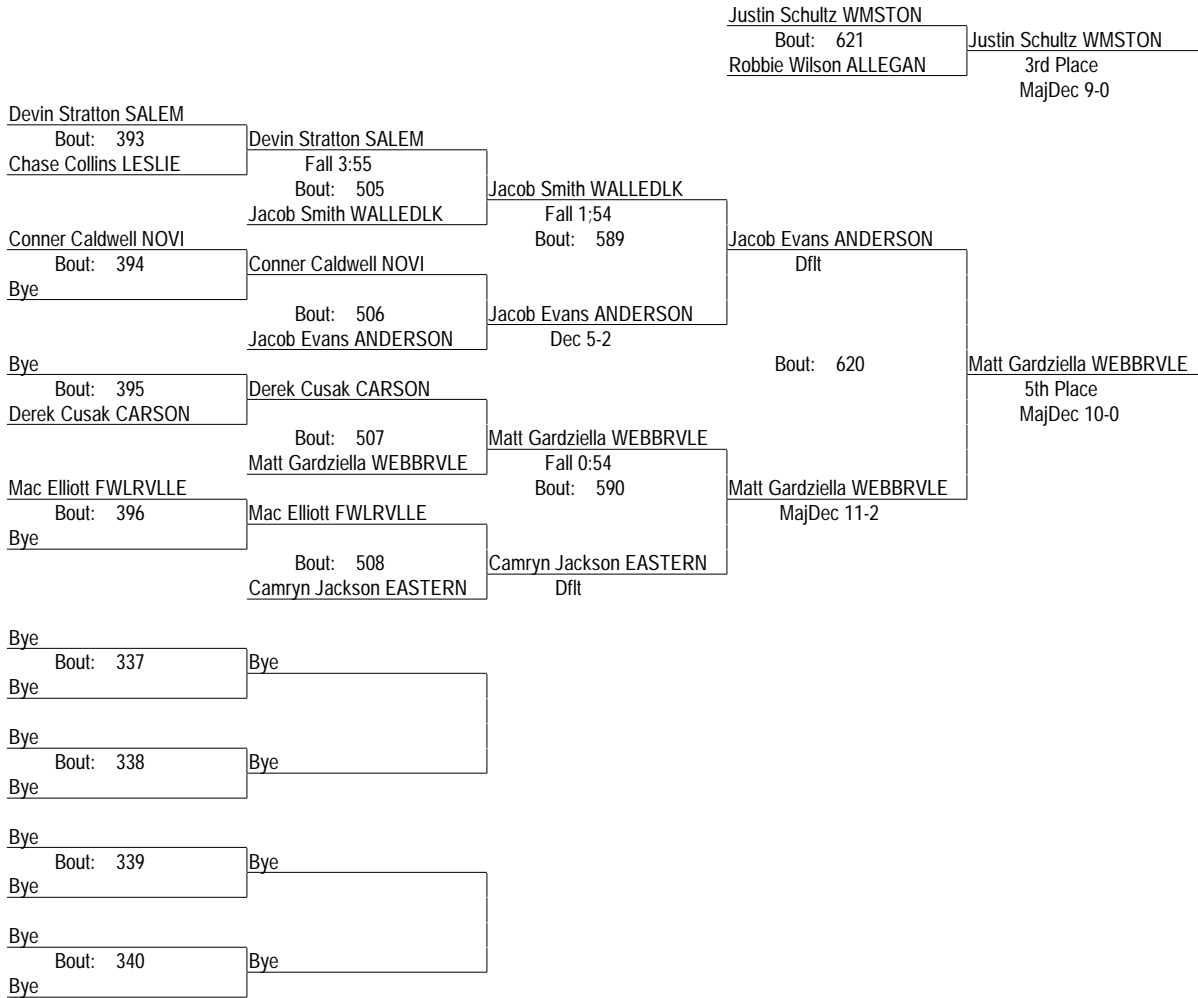 Justin Schultz WMSTON
Bout: 621
Justin Schultz WMSTON
Robbie Wilson ALLEGAN
3rd Place
MajDec 9-0
Devin Stratton SALEM
Bout: 393
Devin Stratton SALEM
Chase Collins LESLIE
Fall 3:55
Bout: 505
Jacob Smith WALLEDLK
Jacob Smith WALLEDLK
Fall 1;54
Conner Caldwell NOVI
Bout: 589
Jacob Evans ANDERSON
Bout: 394
Conner Caldwell NOVI
Dflt
Bye
Bout: 506
Jacob Evans ANDERSON
Jacob Evans ANDERSON
Dec 5-2
Bye
Bout: 620
Matt Gardziella WEBBRVLE
Bout: 395
Derek Cusak CARSON
5th Place
Derek Cusak CARSON
MajDec 10-0
Bout: 507
Matt Gardziella WEBBRVLE
Matt Gardziella WEBBRVLE
Fall 0:54
Mac Elliott FWLRVLLE
Bout: 590
Matt Gardziella WEBBRVLE
Bout: 396
Mac Elliott FWLRVLLE
MajDec 11-2
Bye
Bout: 508
Camryn Jackson EASTERN
Camryn Jackson EASTERN
Dflt
Bye
Bout: 337
Bye
Bye
Bye
Bout: 338
Bye
Bye
Bye
Bout: 339
Bye
Bye
Bye
Bout: 340
Bye
Bye